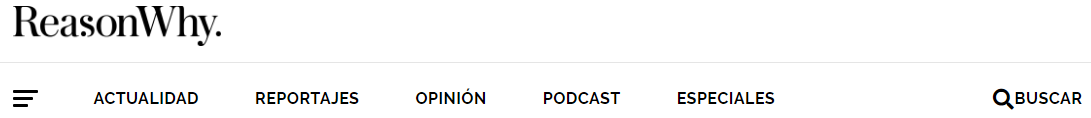 ReasonWhy.
ACTUALIDAD REPORTAJES OPINIÓN PODCAST ESPECIALES BUSCAR